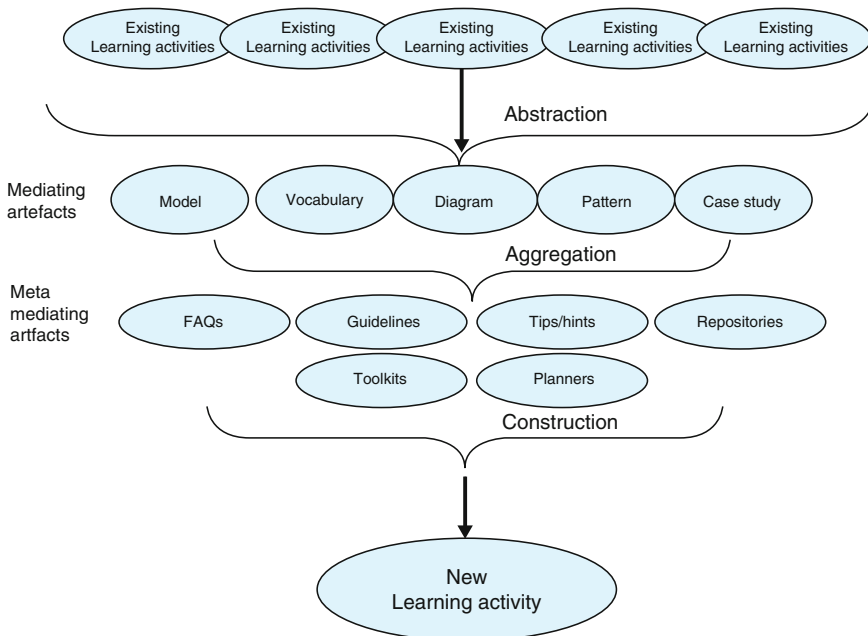 Existing Existing Existing Existing Existing
Learning activities Learning activities Learning activities Learning activities Learning activities
Abstraction
Mediating
artefacts
Model Vocabulary Diagram Pattern Case study
Aggregation
Meta
mediating
artfacts
FAQs Guidelines Tips/hints Repositories
Toolkits Planners
Construction
New
Learning activity